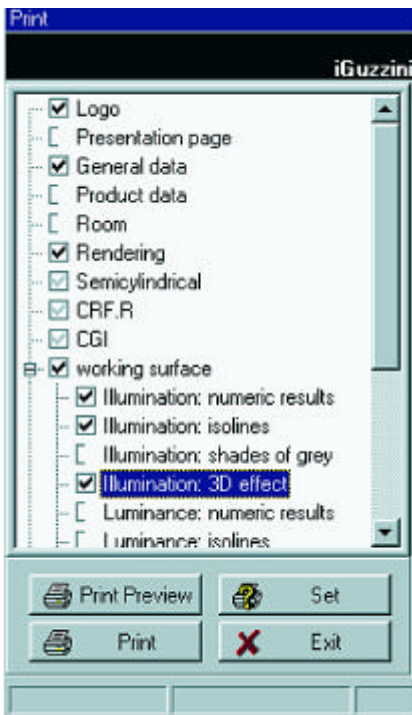 Print
iGuzzini
Logo
Presentation page
General data
Product data
Room
Rendering
Semicylindrical
CRF.R
CGI
working surface
Illumination: numeric results
Illumination: isolines
Illumination: shades of grey
Illumination: 3D effect
Luminance: numeric results
Luminance: isolines
Print Preview
Set
Print
Exit